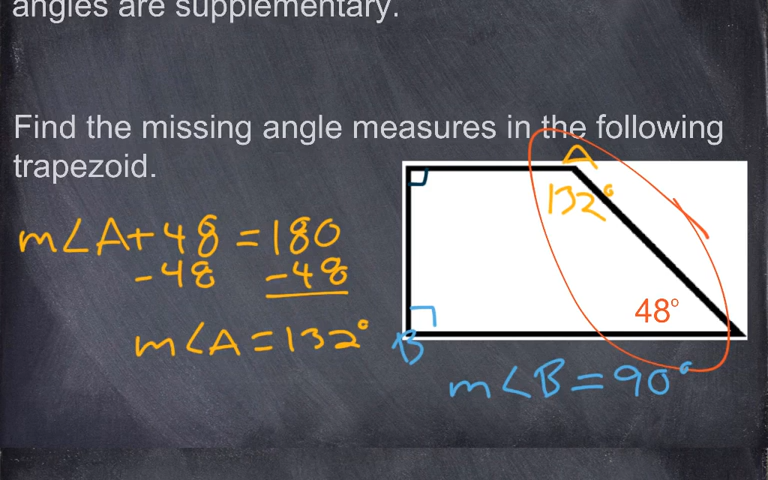 angles are supplementary.
Find the missing angle measures in the following
trapezoid.
m∠A+48=180
-48 -48
m∠A=132°
A
132°
48°
B
m∠B=90°